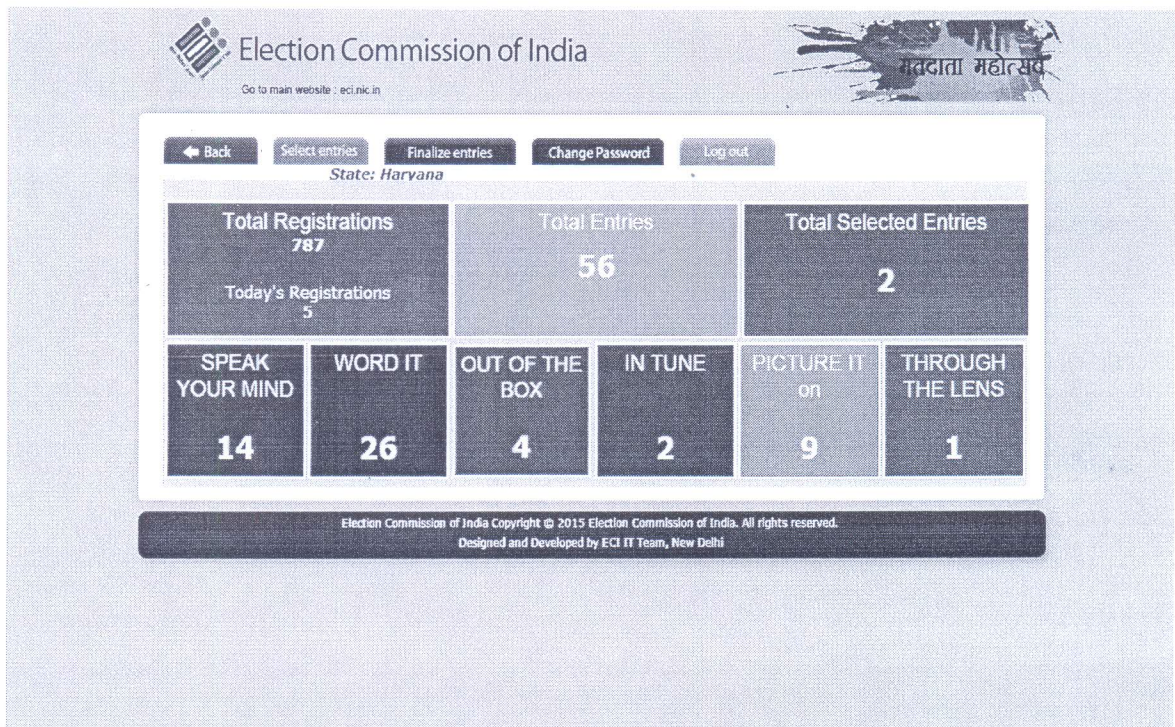 Election Commission of India
Go to main website : eci.nic.in
मतदाता महोत्सव
Back Select entries Finalize entries Change Password Log out
State: Haryana
Total Registrations
787
Today's Registrations
5
Total Entries
56
Total Selected Entries
2
SPEAK
YOUR MIND
14
WORD IT
26
OUT OF THE
BOX
4
IN TUNE
2
PICTURE IT
on
9
THROUGH
THE LENS
1
Election Commission of India Copyright © 2015 Election Commission of India. All rights reserved.
Designed and Developed by ECI IT Team, New Delhi